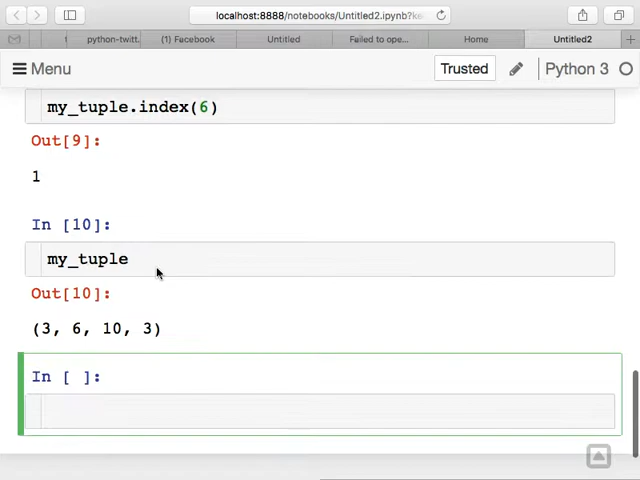 localhost:8888/notebooks/Untitled2.ipynb?ke
python-twitt.
(1) Facebook
Untitled
Failed to ope...
Home
Untitled2
Menu
Trusted
Python 3
my_tuple.index(6)
Out[9]:
1
In [10]:
my_tuple
Out[10]:
(3, 6, 10, 3)
In [ ]: